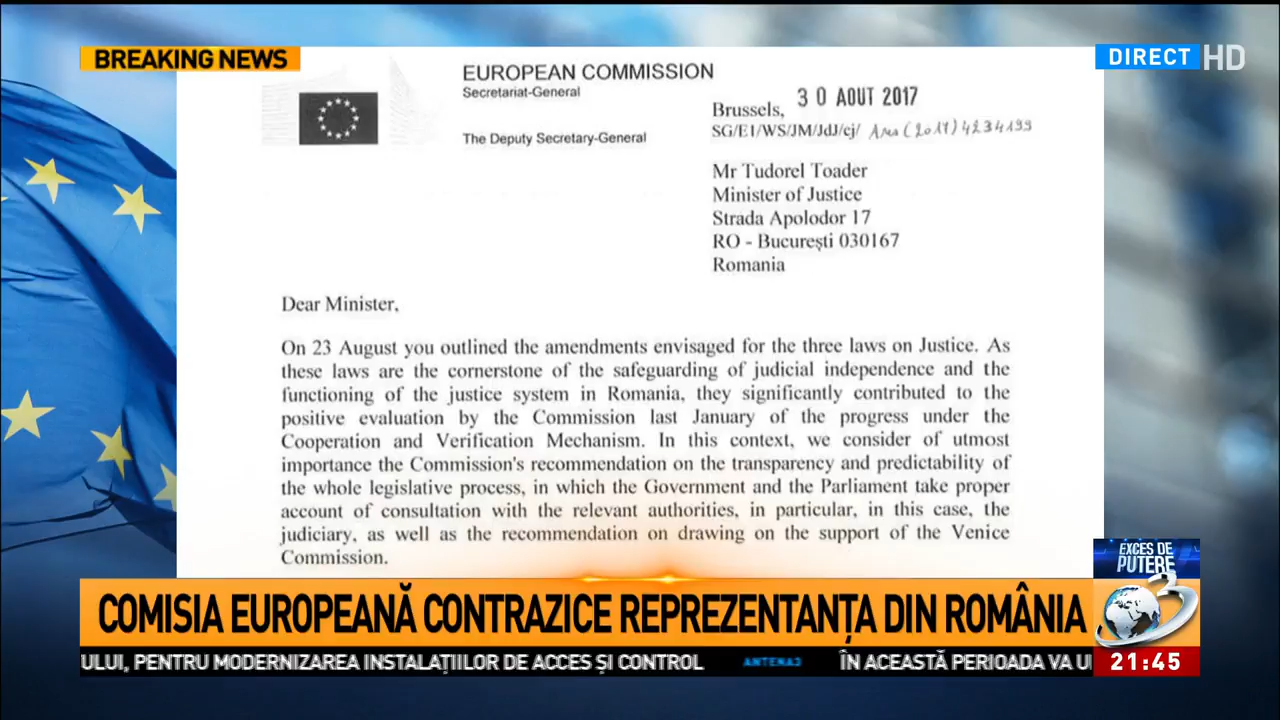 BREAKING NEWS
DIRECT HD
EUROPEAN COMMISSION
Secretariat-General
The Deputy Secretary-General
Brussels, 30 AOUT 2017
SG/E1/WS/JM/JdJ/cj/ Ares (2017) 4234199
Mr Tudorel Toader
Minister of Justice
Strada Apolodor 17
RO - Bucureşti 030167
Romania
Dear Minister,
On 23 August you outlined the amendments envisaged for the three laws on Justice. As
these laws are the cornerstone of the safeguarding of judicial independence and the
functioning of the justice system in Romania, they significantly contributed to the
positive evaluation by the Commission last January of the progress under the
Cooperation and Verification Mechanism. In this context, we consider of utmost
importance the Commission's recommendation on the transparency and predictability of
the whole legislative process, in which the Government and the Parliament take proper
account of consultation with the relevant authorities, in particular, in this case, the
judiciary, as well as the recommendation on drawing on the support of the Venice
Commission.
EXCES DE
PUTERE
COMISIA EUROPEANĂ CONTRAZICE REPREZENTANȚA DIN ROMÂNIA
3
ULUI, PENTRU MODERNIZAREA INSTALAȚIILOR DE ACCES ȘI CONTROL ANTENA3 ÎN ACEASTĂ PERIOADA VA U
21:45